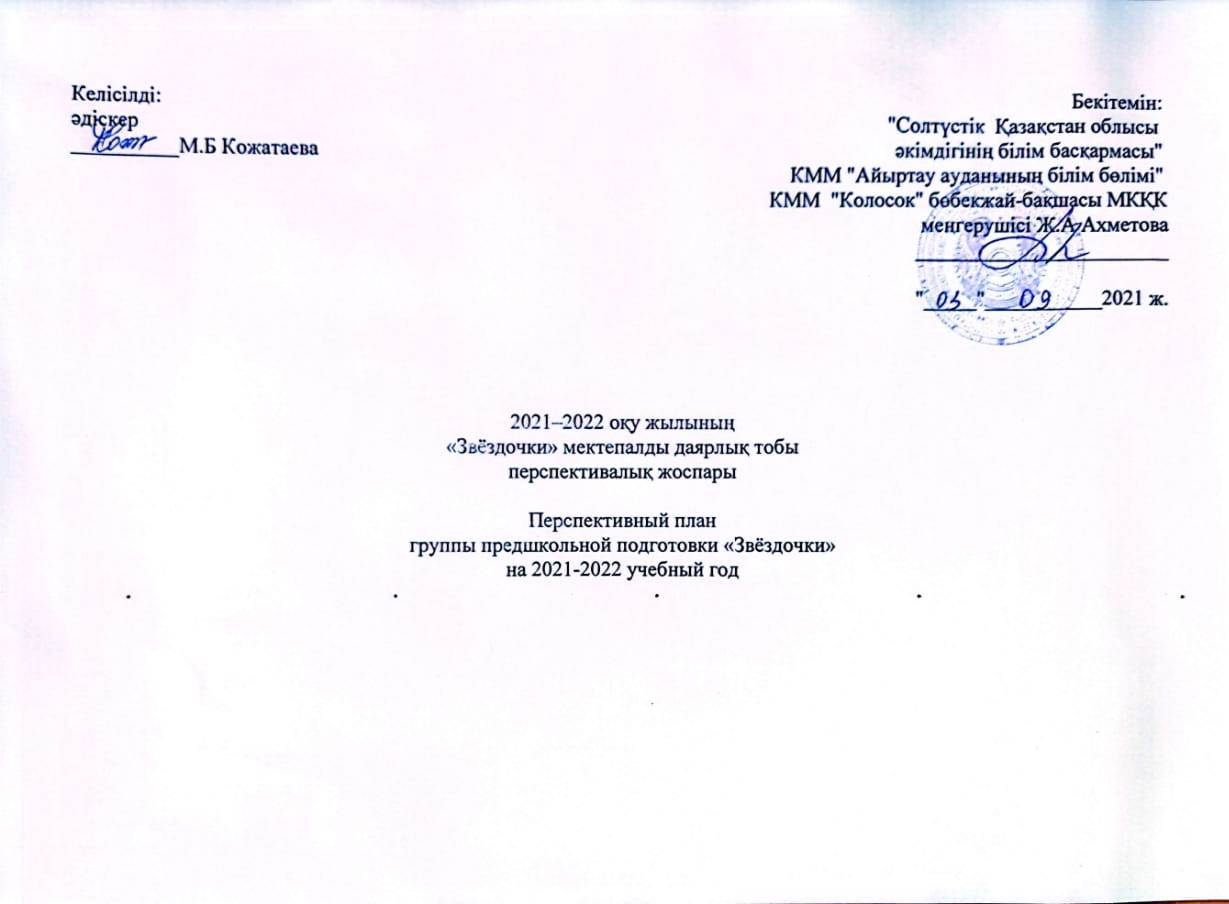 Келісілді:
әдіскер
__________М.Б Кожатаева
Бекітемін:
"Солтүстік Қазақстан облысы
әкімдігінің білім басқармасы"
КММ "Айыртау ауданының білім бөлімі"
КММ "Колосок" бөбекжай-бақшасы МКҚК
меңгерушісі Ж.А Ахметова
"03" 09 2021 ж.
2021–2022 оқу жылының
«Звёздочки» мектепалды даярлық тобы
перспективалық жоспары
Перспективный план
группы предшкольной подготовки «Звёздочки»
на 2021-2022 учебный год